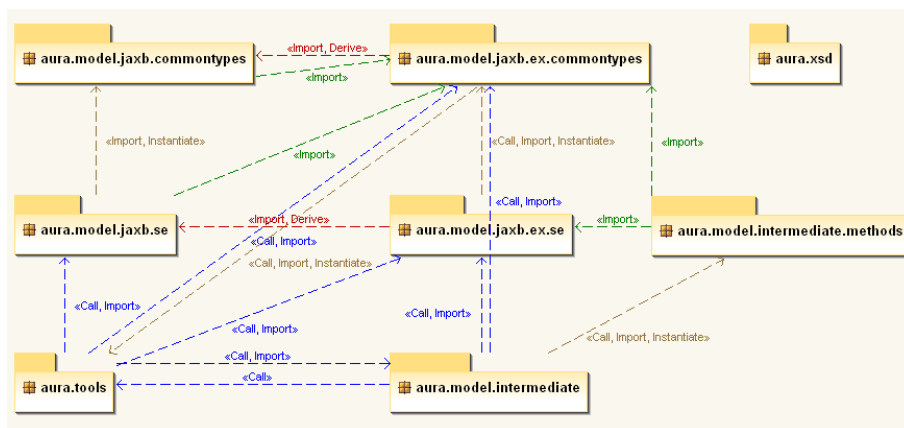 aura.model.jaxb.commontypes
«Import, Derive»
«Import»
aura.model.jaxb.ex.commontypes
aura.xsd
«Import, Instantiate»
«Import»
«Call, Import, Instantiate»
«Import»
«Call, Import»
aura.model.jaxb.se
«Import, Derive»
«Call, Import»
aura.model.jaxb.ex.se
«Import»
aura.model.intermediate.methods
«Call, Import, Instantiate»
«Call, Import»
«Call, Import»
«Call, Import»
«Call, Import, Instantiate»
aura.tools
«Call, Import»
«Call»
aura.model.intermediate